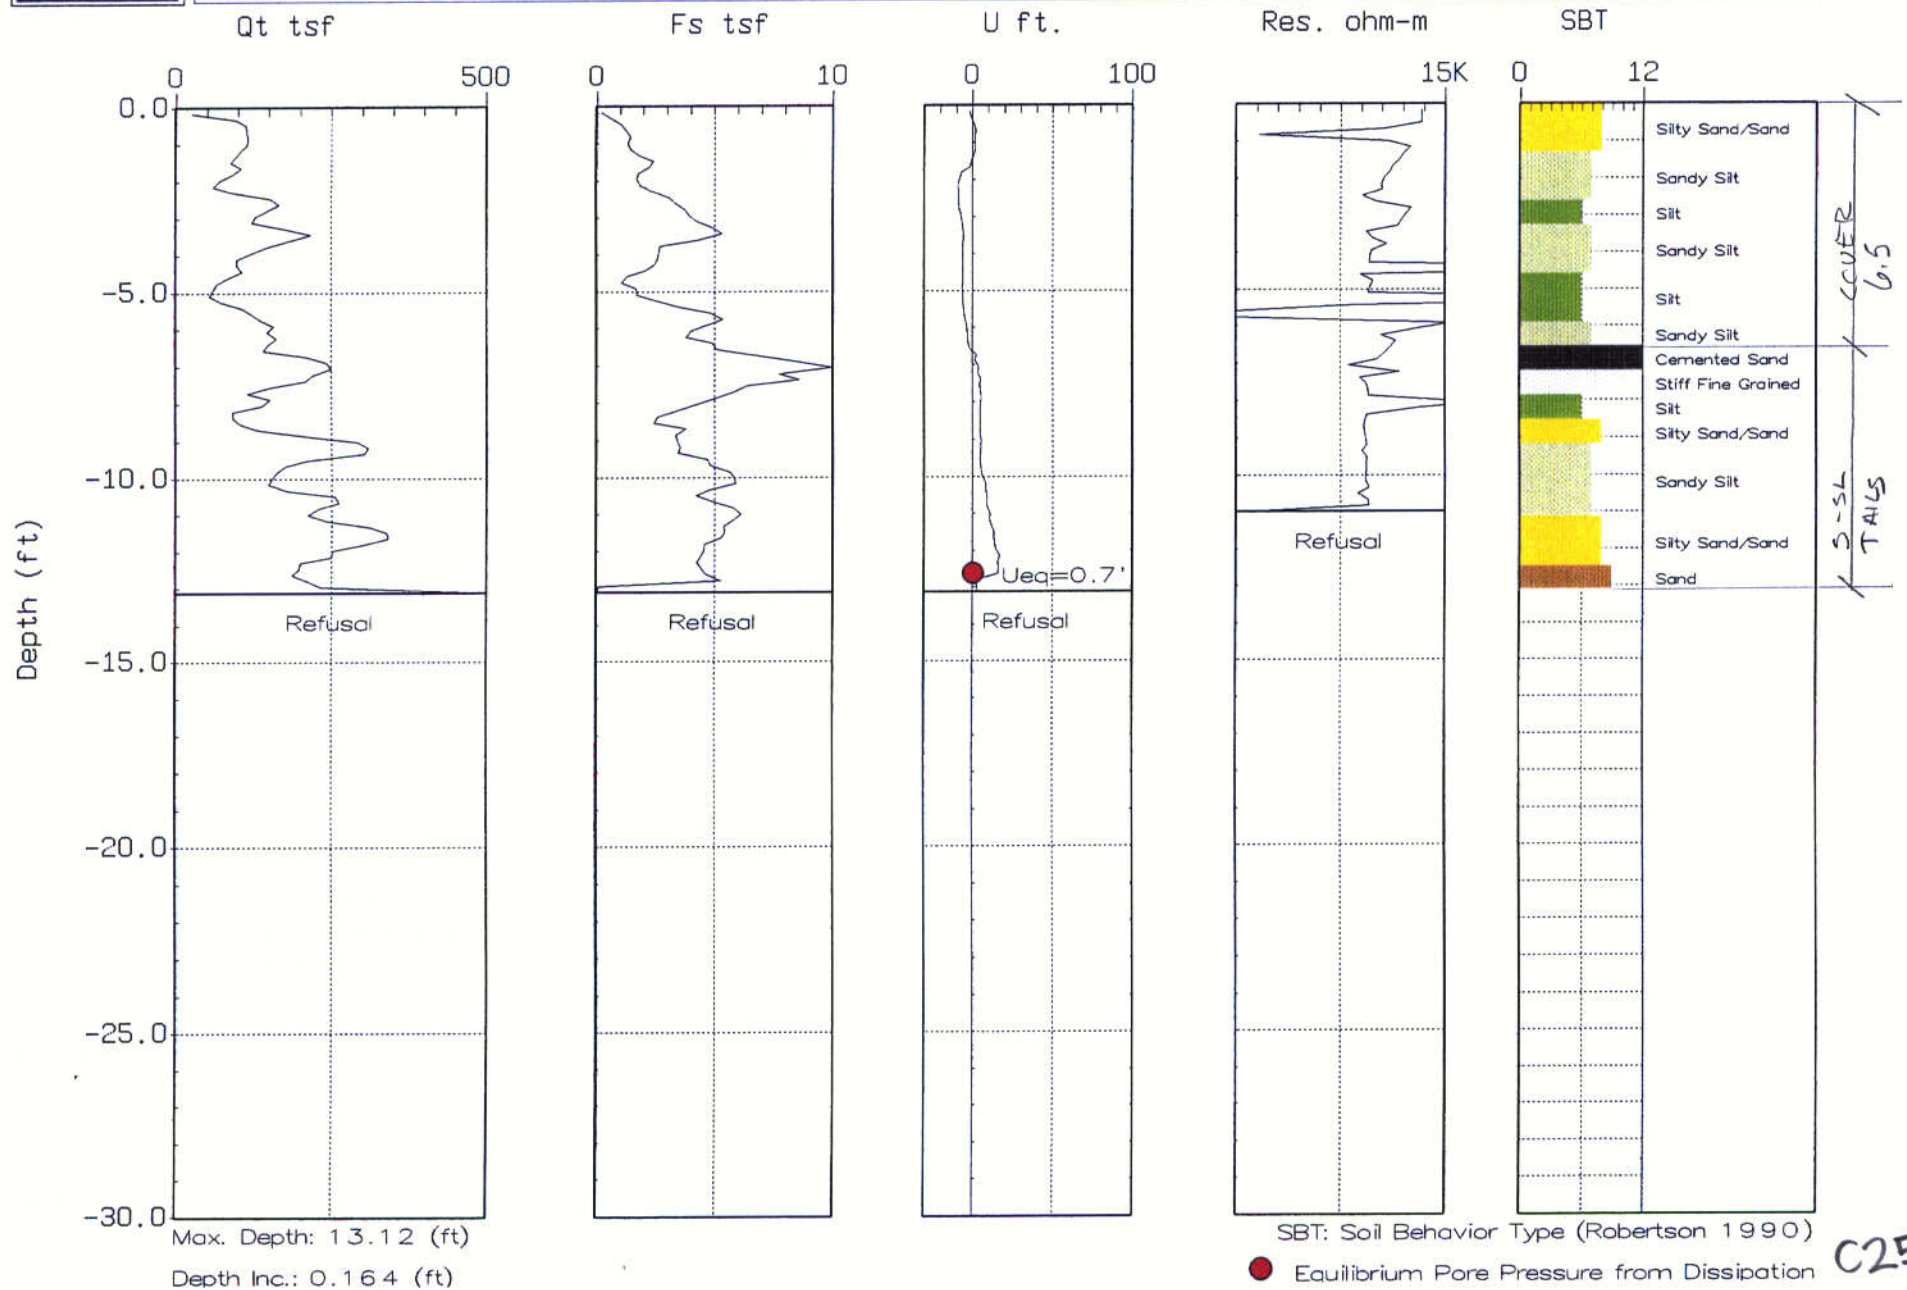 Qt tsf
Fs tsf
U ft.
Res. ohm-m
SBT
0 500
0 10
0 100
15K
0 12
Depth (ft)
0.0
-5.0
-10.0
-15.0
-20.0
-25.0
-30.0
Refusal
Refusal
Ueq=0.7'
Refusal
Refusal
Silty Sand/Sand
Sandy Silt
Silt
Sandy Silt
Silt
Sandy Silt
Cemented Sand
Stiff Fine Grained
Silt
Silty Sand/Sand
Sandy Silt
Silty Sand/Sand
Sand
COVER
6.5
S-SL
TAILS
Max. Depth: 13.12 (ft)
Depth Inc.: 0.164 (ft)
SBT: Soil Behavior Type (Robertson 1990)
Equilibrium Pore Pressure from Dissipation
C25